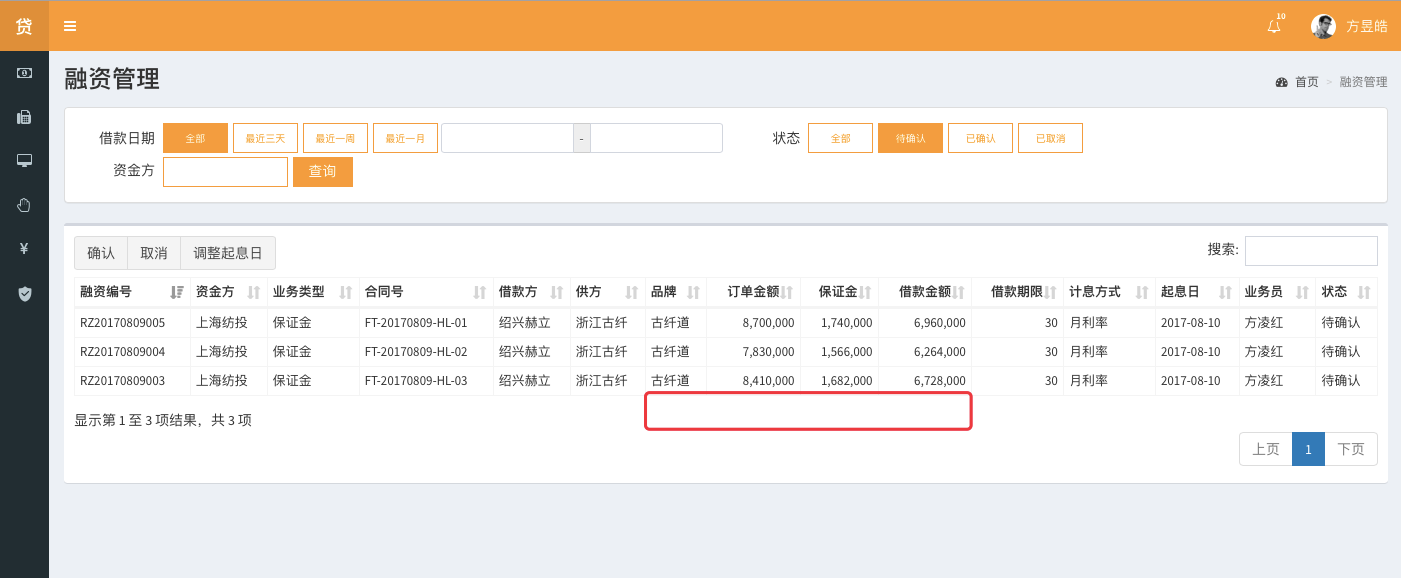 贷
10
方昱皓
融资管理
首页 > 融资管理
借款日期 全部 最近三天 最近一周 最近一月 - 状态 全部 待确认 已确认 已取消
资金方 查询
确认 取消 调整起息日 搜索:
融资编号 资金方 业务类型 合同号 借款方 供方 品牌 订单金额 保证金 借款金额 借款期限 计息方式 起息日 业务员 状态
RZ20170809005 上海纺投 保证金 FT-20170809-HL-01 绍兴赫立 浙江古纤 古纤道 8,700,000 1,740,000 6,960,000 30 月利率 2017-08-10 方凌红 待确认
RZ20170809004 上海纺投 保证金 FT-20170809-HL-02 绍兴赫立 浙江古纤 古纤道 7,830,000 1,566,000 6,264,000 30 月利率 2017-08-10 方凌红 待确认
RZ20170809003 上海纺投 保证金 FT-20170809-HL-03 绍兴赫立 浙江古纤 古纤道 8,410,000 1,682,000 6,728,000 30 月利率 2017-08-10 方凌红 待确认
显示第 1 至 3 项结果，共 3 项
上页 1 下页